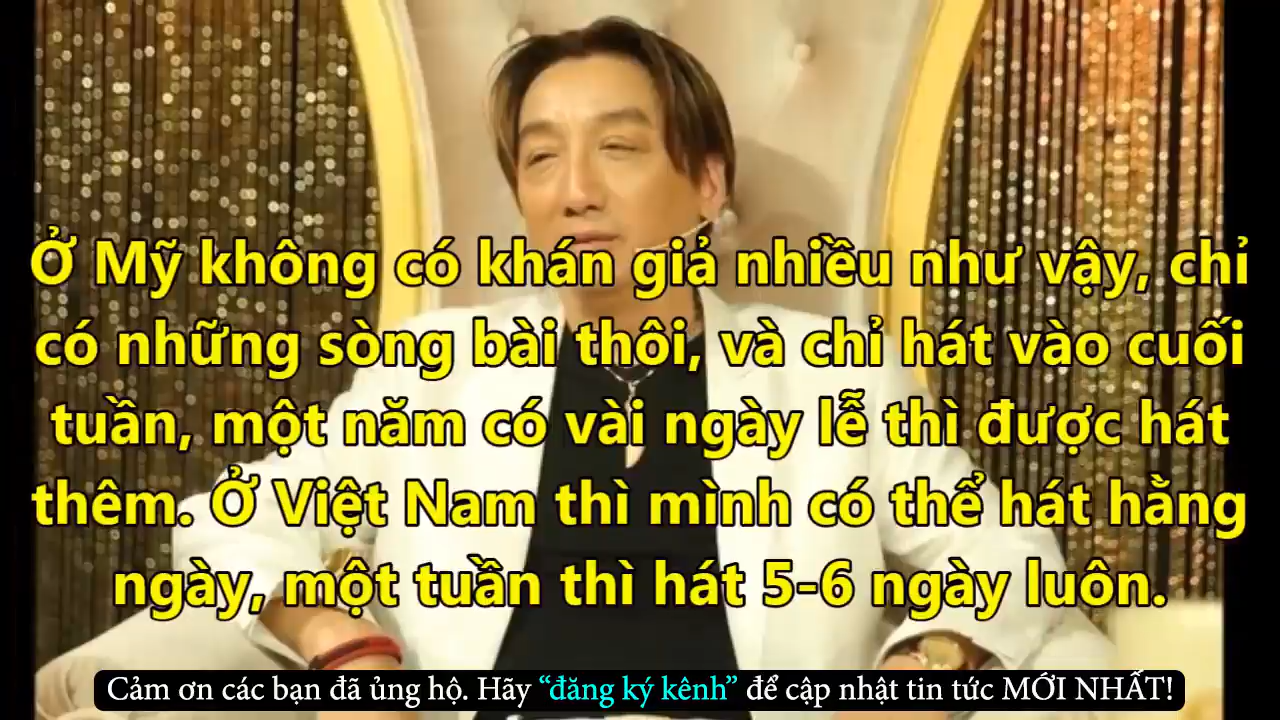 Ở Mỹ không có khán giả nhiều như vậy, chỉ
có những sòng bài thôi, và chỉ hát vào cuối
tuần, một năm có vài ngày lễ thì được hát
thêm. Ở Việt Nam thì mình có thể hát hằng
ngày, một tuần thì hát 5-6 ngày luôn.
Cảm ơn các bạn đã ủng hộ. Hãy “đăng ký kênh” để cập nhật tin tức MỚI NHẤT!